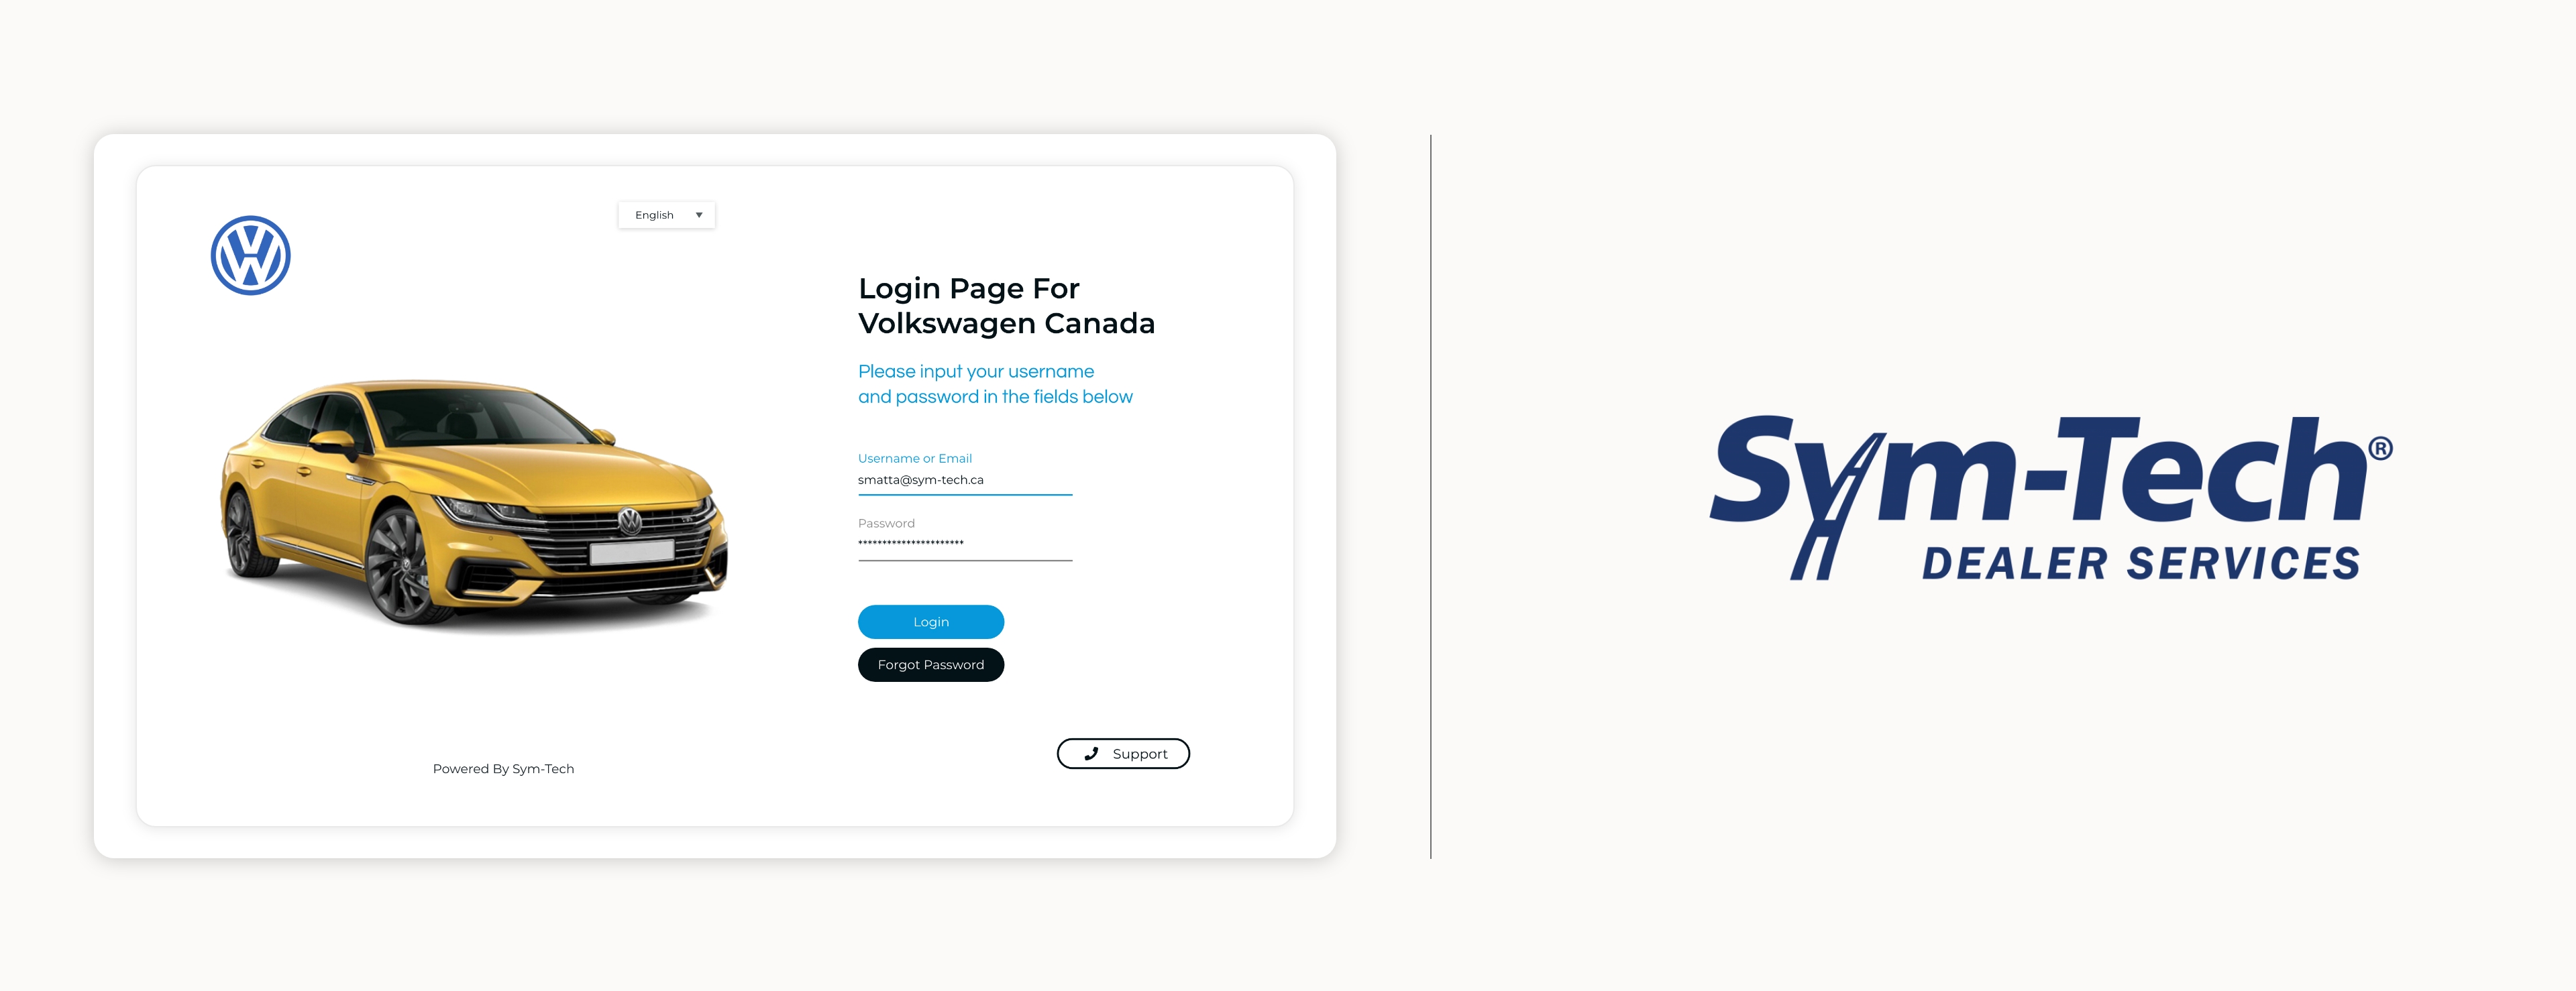 English
Login Page For
Volkswagen Canada
Please input your username
and password in the fields below
Username or Email
smatta@sym-tech.ca
Password
**********************
Login
Forgot Password
Support
Powered By Sym-Tech
Sym-Tech®
DEALER SERVICES